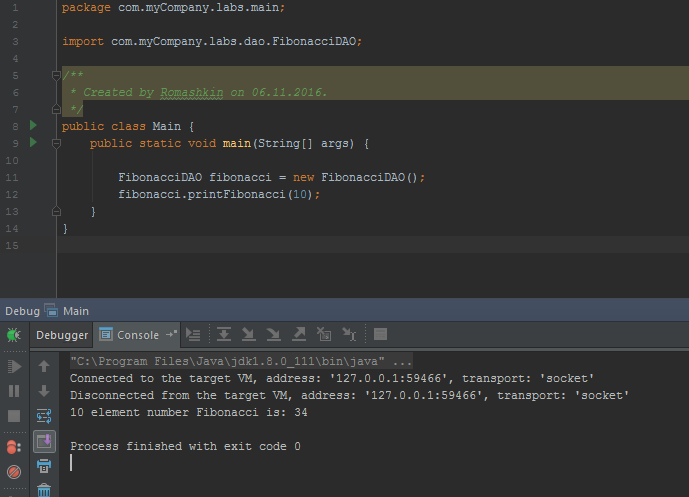 1 package com.myCompany.labs.main;
2
3 import com.myCompany.labs.dao.FibonacciDAO;
4
5 /**
6 * Created by Romashkin on 06.11.2016.
7 */
8 public class Main {
9 public static void main(String[] args) {
10
11 FibonacciDAO fibonacci = new FibonacciDAO();
12 fibonacci.printFibonacci(10);
13 }
14 }
15
Debug Main
Debugger Console
"C:\Program Files\Java\jdk1.8.0_111\bin\java" ...
Connected to the target VM, address: '127.0.0.1:59466', transport: 'socket'
Disconnected from the target VM, address: '127.0.0.1:59466', transport: 'socket'
10 element number Fibonacci is: 34
Process finished with exit code 0